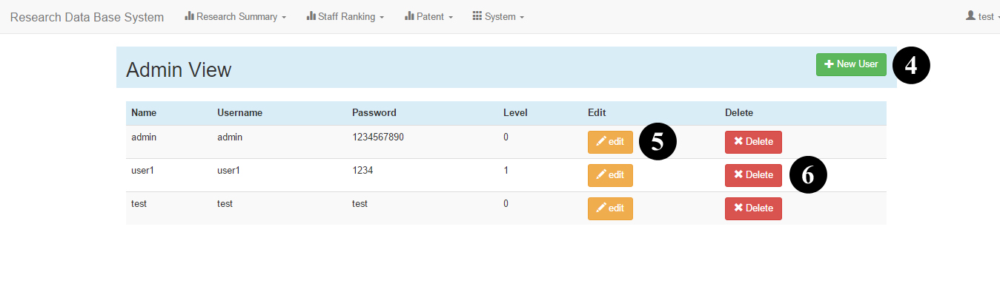 Research Data Base System Research Summary Staff Ranking Patent System test
Admin View New User 4
Name Username Password Level Edit Delete
admin admin 1234567890 0 edit 5 Delete
user1 user1 1234 1 edit Delete 6
test test test 0 edit Delete